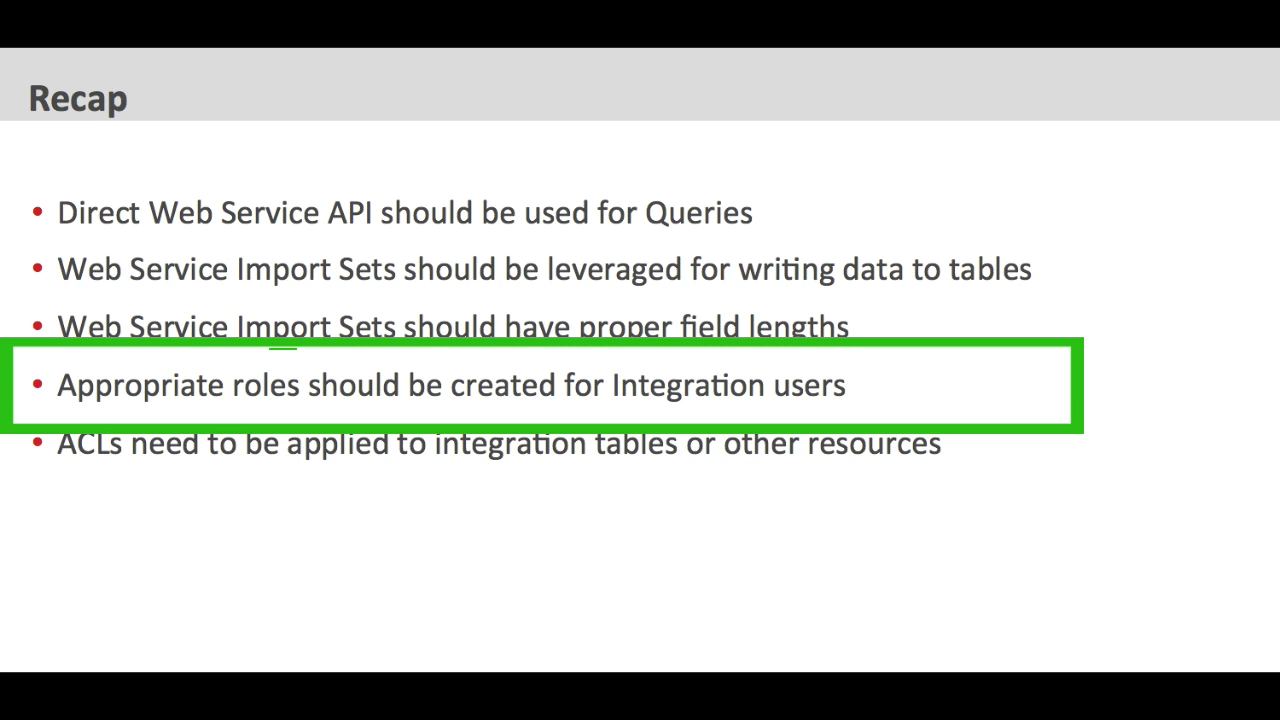 Recap
• Direct Web Service API should be used for Queries
• Web Service Import Sets should be leveraged for writing data to tables
• Web Service Import Sets should have proper field lengths
• Appropriate roles should be created for Integration users
• ACLs need to be applied to integration tables or other resources